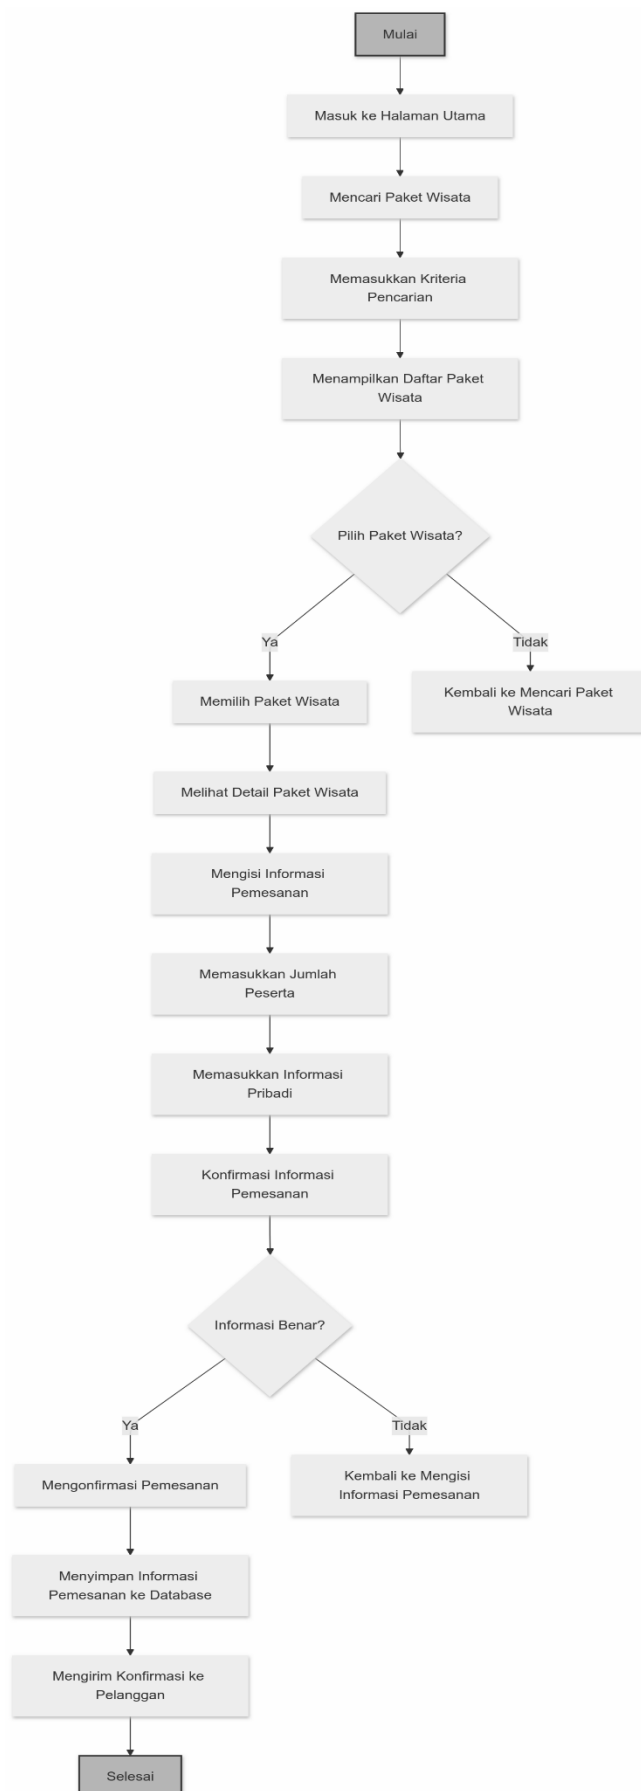 Mulai
Masuk ke Halaman Utama
Mencari Paket Wisata
Memasukkan Kriteria
Pencarian
Menampilkan Daftar Paket
Wisata
Pilih Paket Wisata?
Ya
Tidak
Memilih Paket Wisata
Kembali ke Mencari Paket
Wisata
Melihat Detail Paket Wisata
Mengisi Informasi
Pemesanan
Memasukkan Jumlah
Peserta
Memasukkan Informasi
Pribadi
Konfirmasi Informasi
Pemesanan
Informasi Benar?
Ya
Tidak
Mengonfirmasi Pemesanan
Kembali ke Mengisi
Informasi Pemesanan
Menyimpan Informasi
Pemesanan ke Database
Mengirim Konfirmasi ke
Pelanggan
Selesai